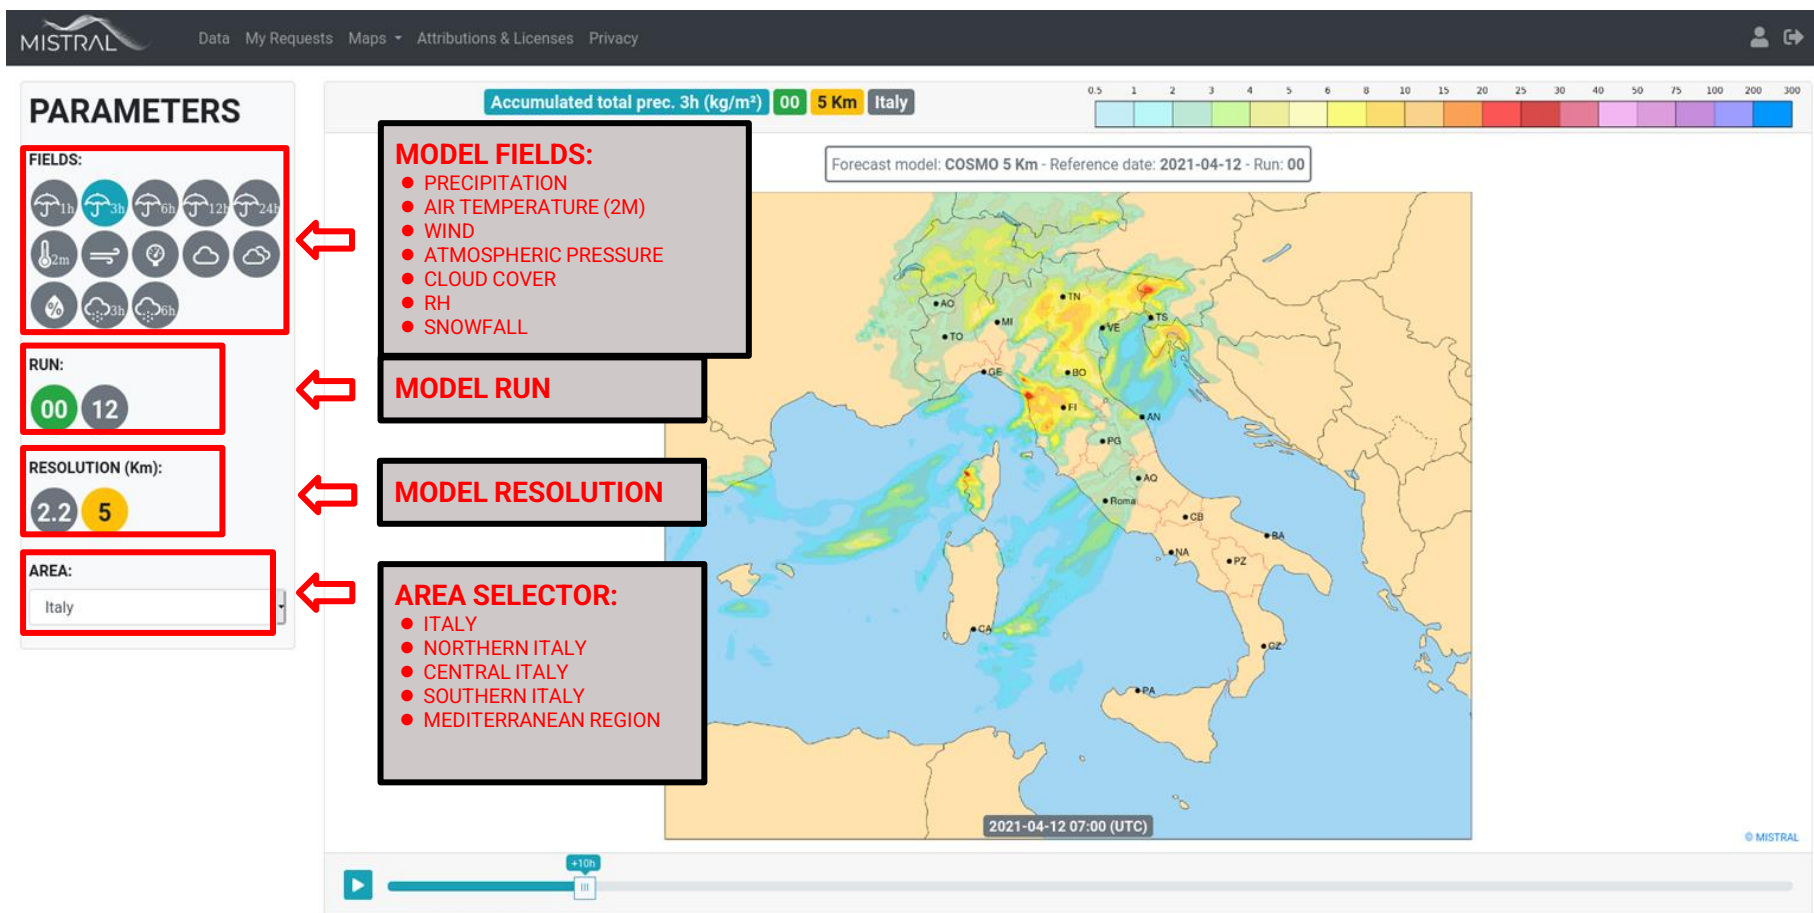 MISTRAL
Data My Requests Maps Attributions & Licenses Privacy
PARAMETERS
FIELDS:
1h 3h 6h 12h 24h
2m
% 3h 6h
RUN:
00 12
RESOLUTION (Km):
2.2 5
AREA:
Italy
Accumulated total prec. 3h (kg/m²) 00 5 Km Italy
0.5 1 2 3 4 5 6 8 10 15 20 25 30 40 50 75 100 200 300
MODEL FIELDS:
● PRECIPITATION
● AIR TEMPERATURE (2M)
● WIND
● ATMOSPHERIC PRESSURE
● CLOUD COVER
● RH
● SNOWFALL
MODEL RUN
MODEL RESOLUTION
AREA SELECTOR:
● ITALY
● NORTHERN ITALY
● CENTRAL ITALY
● SOUTHERN ITALY
● MEDITERRANEAN REGION
Forecast model: COSMO 5 Km - Reference date: 2021-04-12 - Run: 00
AO
TN
MI
TS
VE
TO
GE
BO
FI
AN
PG
AQ
Roma
CB
BA
NA
PZ
CA
CZ
PA
2021-04-12 07:00 (UTC)
© MISTRAL
+10h